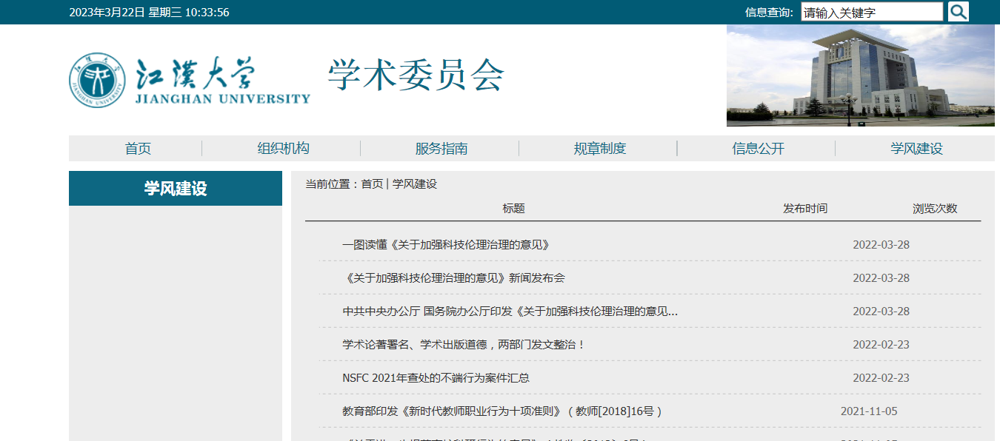 2023年3月22日 星期三 10:33:56
信息查询: 请输入关键字
江漢大学
JIANGHAN UNIVERSITY
学术委员会
首页 组织机构 服务指南 规章制度 信息公开 学风建设
学风建设
当前位置：首页 | 学风建设
标题 发布时间 浏览次数
一图读懂《关于加强科技伦理治理的意见》 2022-03-28
《关于加强科技伦理治理的意见》新闻发布会 2022-03-28
中共中央办公厅 国务院办公厅印发《关于加强科技伦理治理的意见... 2022-03-28
学术论著署名、学术出版道德，两部门发文整治！ 2022-02-23
NSFC 2021年查处的不端行为案件汇总 2022-02-23
教育部印发《新时代教师职业行为十项准则》（教师[2018]16号） 2021-11-05